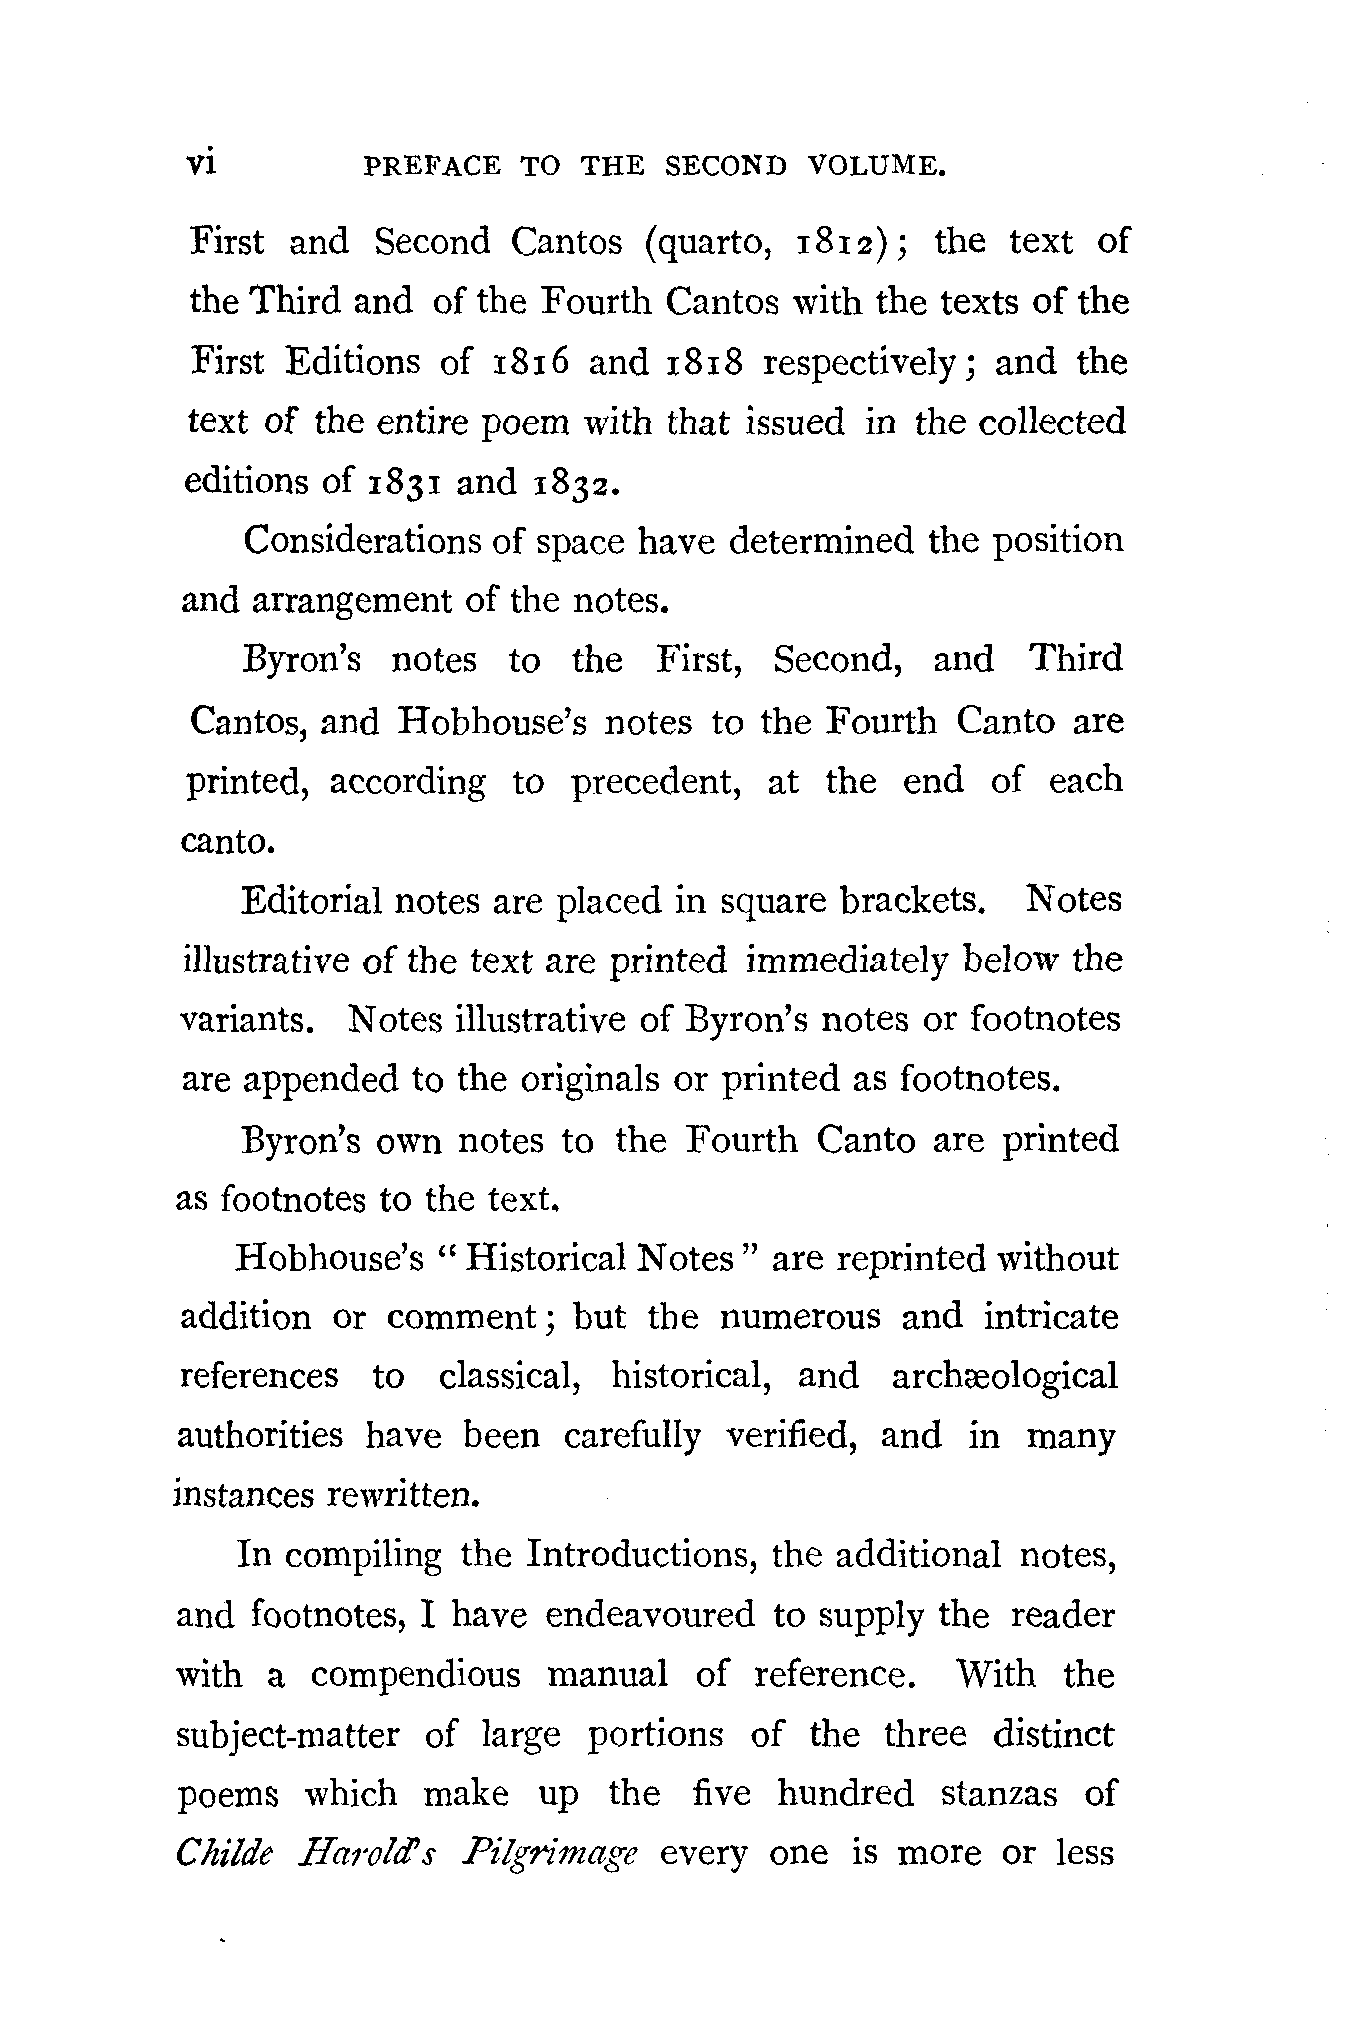 vi PREFACE TO THE SECOND VOLUME.
First and Second Cantos (quarto, 1812); the text of
the Third and of the Fourth Cantos with the texts of the
First Editions of 1816 and 1818 respectively; and the
text of the entire poem with that issued in the collected
editions of 1831 and 1832.
Considerations of space have determined the position
and arrangement of the notes.
Byron's notes to the First, Second, and Third
Cantos, and Hobhouse's notes to the Fourth Canto are
printed, according to precedent, at the end of each
canto.
Editorial notes are placed in square brackets. Notes
illustrative of the text are printed immediately below the
variants. Notes illustrative of Byron's notes or footnotes
are appended to the originals or printed as footnotes.
Byron's own notes to the Fourth Canto are printed
as footnotes to the text.
Hobhouse's "Historical Notes" are reprinted without
addition or comment; but the numerous and intricate
references to classical, historical, and archæological
authorities have been carefully verified, and in many
instances rewritten.
In compiling the Introductions, the additional notes,
and footnotes, I have endeavoured to supply the reader
with a compendious manual of reference. With the
subject-matter of large portions of the three distinct
poems which make up the five hundred stanzas of
Childe Harold's Pilgrimage every one is more or less